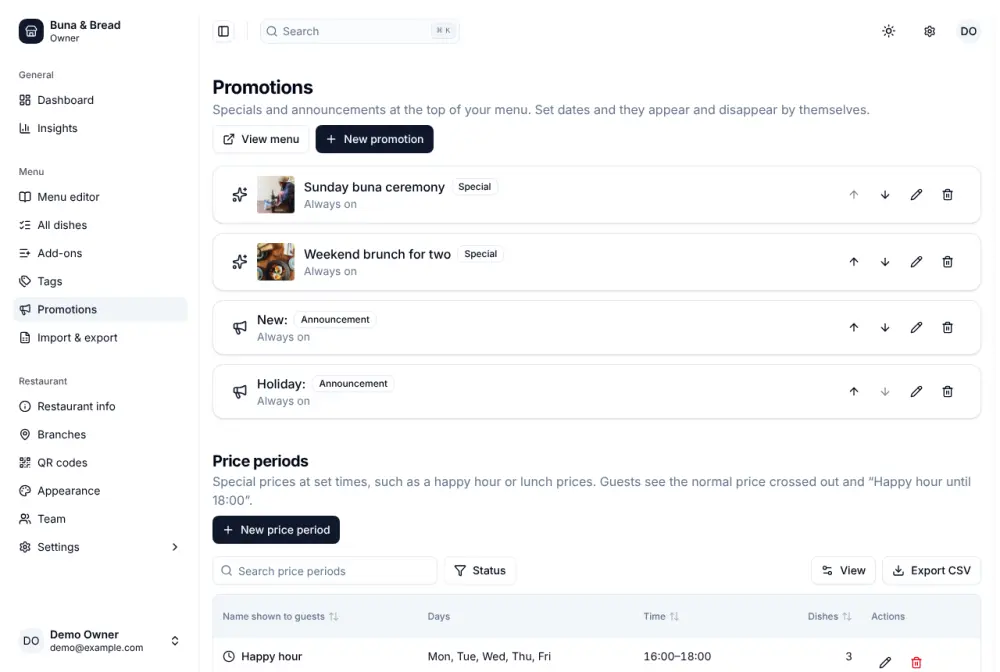 Buna & Bread
Owner
Search
⌘ K
DO
General
Dashboard
Insights
Menu
Menu editor
All dishes
Add-ons
Tags
Promotions
Import & export
Restaurant
Restaurant info
Branches
QR codes
Appearance
Team
Settings
DO
Demo Owner
demo@example.com
Promotions
Specials and announcements at the top of your menu. Set dates and they appear and disappear by themselves.
View menu
+ New promotion
Sunday buna ceremony Special
Always on
Weekend brunch for two Special
Always on
New: Announcement
Always on
Holiday: Announcement
Always on
Price periods
Special prices at set times, such as a happy hour or lunch prices. Guests see the normal price crossed out and “Happy hour until
18:00”.
+ New price period
Search price periods
Status
View
Export CSV
Name shown to guests Days Time Dishes Actions
Happy hour Mon, Tue, Wed, Thu, Fri 16:00–18:00 3